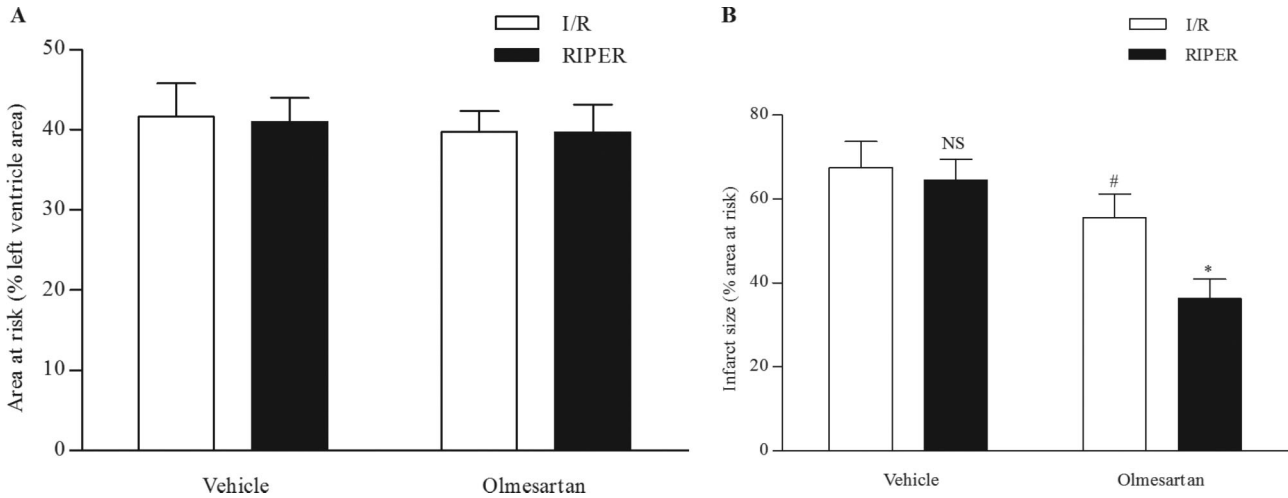 A
I/R
RIPER
Area at risk (% left ventricle area)
50
40
30
20
10
0
Vehicle
Olmesartan
B
I/R
RIPER
Infarct size (% area at risk)
80
60
40
20
0
NS
#
*
Vehicle
Olmesartan